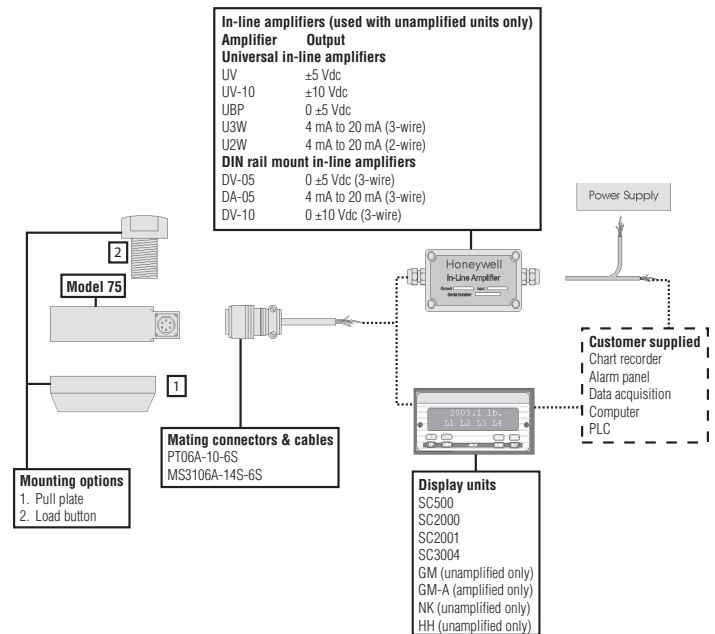 In-line amplifiers (used with unamplified units only)
Amplifier Output
Universal in-line amplifiers
UV ±5 Vdc
UV-10 ±10 Vdc
UBP 0 ±5 Vdc
U3W 4 mA to 20 mA (3-wire)
U2W 4 mA to 20 mA (2-wire)
DIN rail mount in-line amplifiers
DV-05 0 ±5 Vdc (3-wire)
DA-05 4 mA to 20 mA (3-wire)
DV-10 0 ±10 Vdc (3-wire)
Power Supply
2
Model 75
1
Honeywell
In-Line Amplifier
Output Input
Serial Number
Customer supplied
Chart recorder
Alarm panel
Data acquisition
Computer
PLC
2003.1 lb.
L1 L2 L3 L4
Mating connectors & cables
PT06A-10-6S
MS3106A-14S-6S
Mounting options
1. Pull plate
2. Load button
Display units
SC500
SC2000
SC2001
SC3004
GM (unamplified only)
GM-A (amplified only)
NK (unamplified only)
HH (unamplified only)